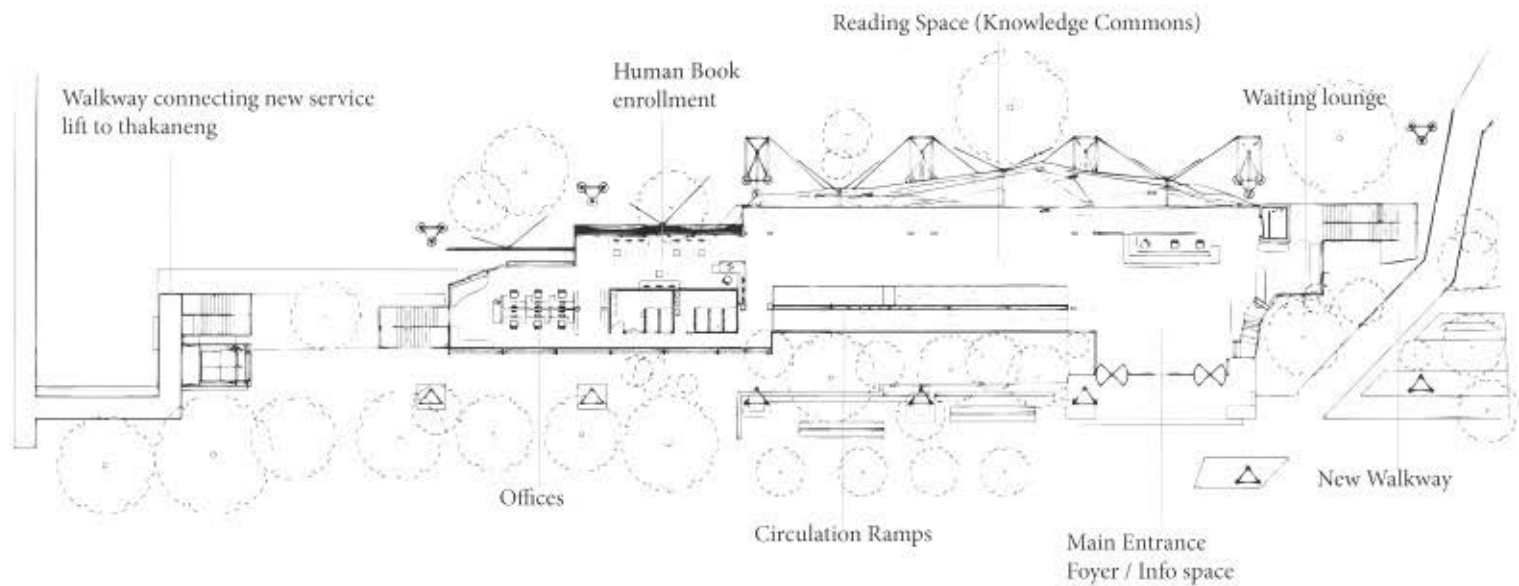 Reading Space (Knowledge Commons)
Human Book
enrollment
Walkway connecting new service
lift to thakaneng
Waiting lounge
Offices
New Walkway
Circulation Ramps
Main Entrance
Foyer / Info space